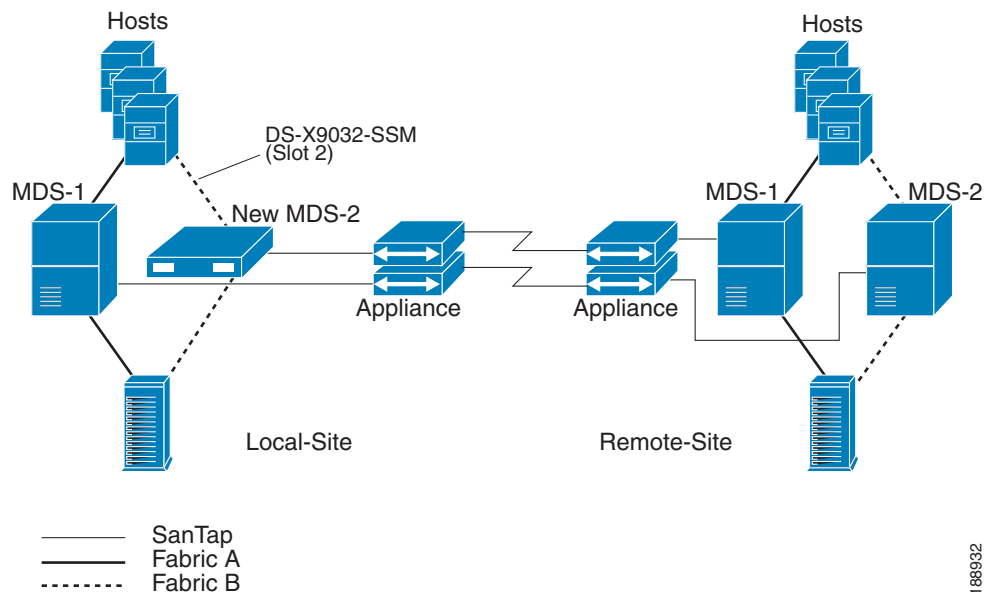 Hosts
Hosts
DS-X9032-SSM
(Slot 2)
MDS-1
New MDS-2
MDS-1
MDS-2
Appliance
Appliance
Local-Site
Remote-Site
SanTap
Fabric A
Fabric B
188932